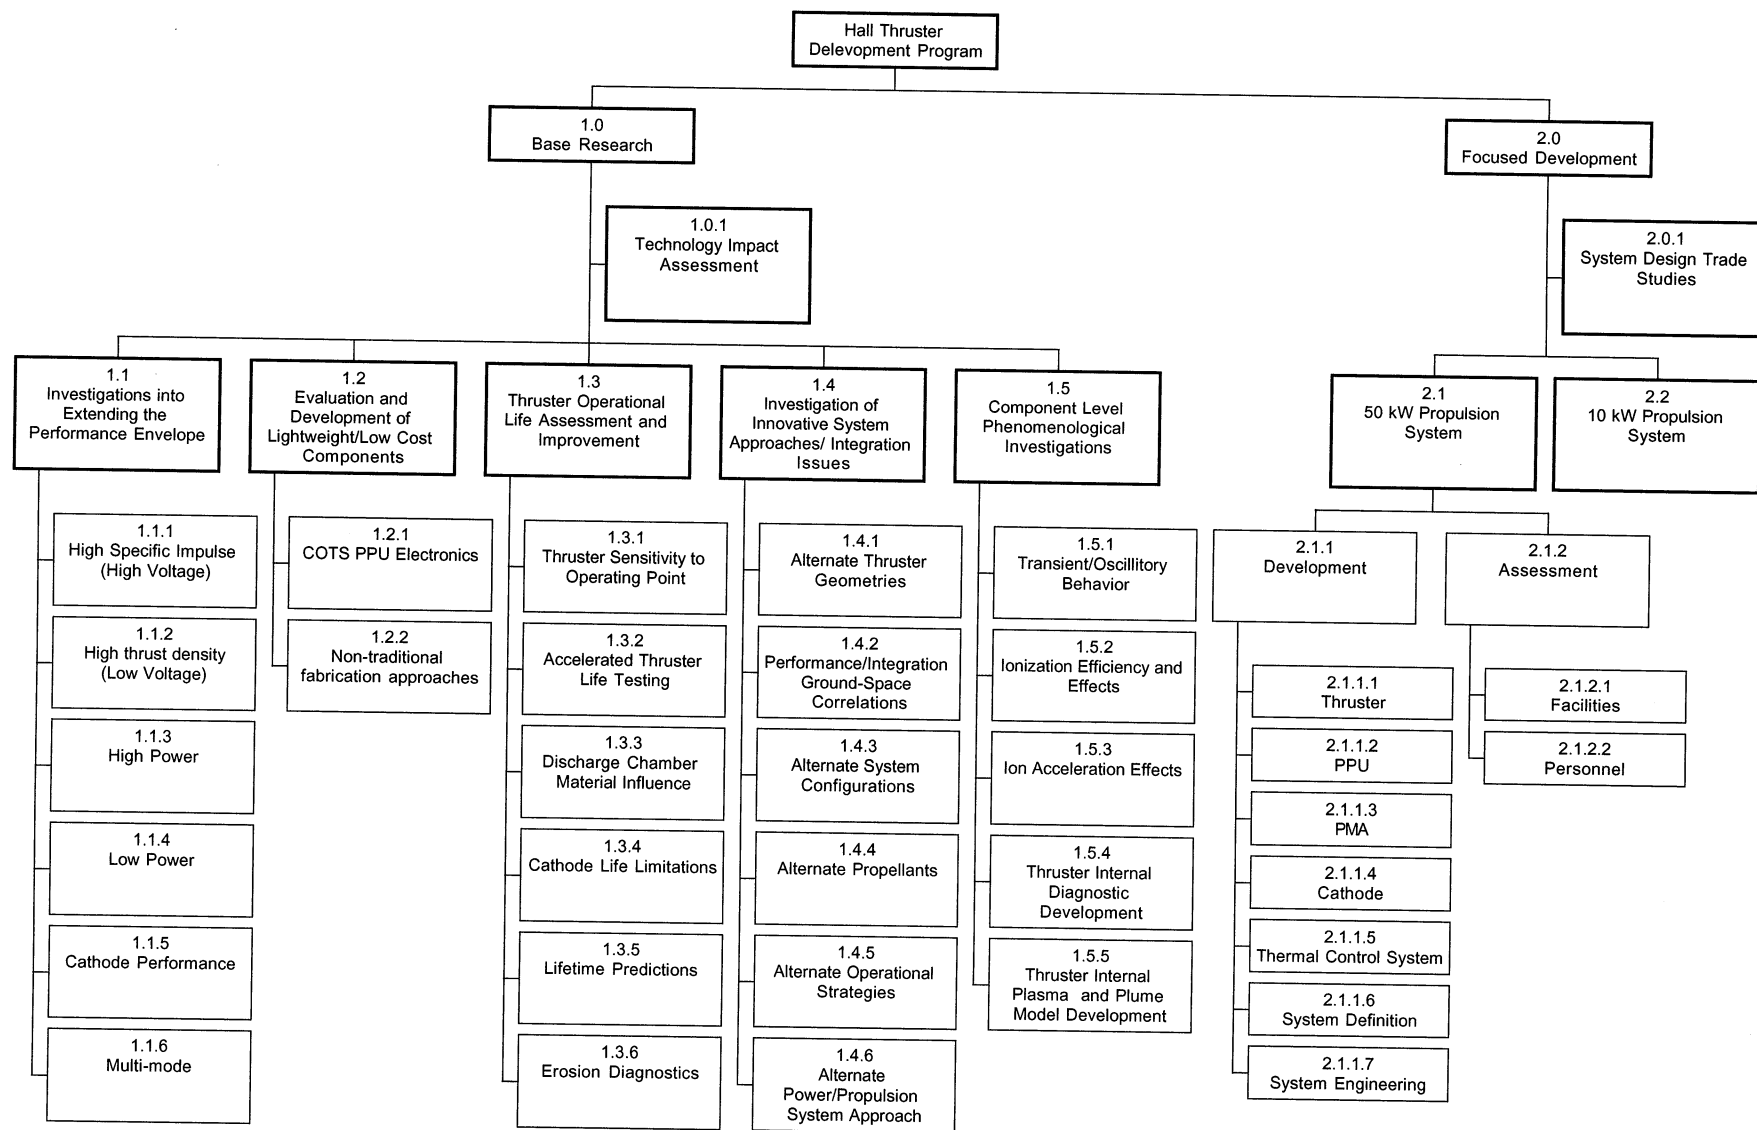 Hall Thruster
Delevopment Program
1.0
Base Research
2.0
Focused Development
1.0.1
Technology Impact
Assessment
2.0.1
System Design Trade
Studies
1.1
Investigations into
Extending the
Performance Envelope
1.2
Evaluation and
Development of
Lightweight/Low Cost
Components
1.3
Thruster Operational
Life Assessment and
Improvement
1.4
Investigation of
Innovative System
Approaches/ Integration
Issues
1.5
Component Level
Phenomenological
Investigations
2.1
50 kW Propulsion
System
2.2
10 kW Propulsion
System
1.1.1
High Specific Impulse
(High Voltage)
1.1.2
High thrust density
(Low Voltage)
1.1.3
High Power
1.1.4
Low Power
1.1.5
Cathode Performance
1.1.6
Multi-mode
1.2.1
COTS PPU Electronics
1.2.2
Non-traditional
fabrication approaches
1.3.1
Thruster Sensitivity to
Operating Point
1.3.2
Accelerated Thruster
Life Testing
1.3.3
Discharge Chamber
Material Influence
1.3.4
Cathode Life Limitations
1.3.5
Lifetime Predictions
1.3.6
Erosion Diagnostics
1.4.1
Alternate Thruster
Geometries
1.4.2
Performance/Integration
Ground-Space
Correlations
1.4.3
Alternate System
Configurations
1.4.4
Alternate Propellants
1.4.5
Alternate Operational
Strategies
1.4.6
Alternate
Power/Propulsion
System Approach
1.5.1
Transient/Oscillitory
Behavior
1.5.2
Ionization Efficiency and
Effects
1.5.3
Ion Acceleration Effects
1.5.4
Thruster Internal
Diagnostic
Development
1.5.5
Thruster Internal
Plasma and Plume
Model Development
2.1.1
Development
2.1.2
Assessment
2.1.1.1
Thruster
2.1.1.2
PPU
2.1.1.3
PMA
2.1.1.4
Cathode
2.1.1.5
Thermal Control System
2.1.1.6
System Definition
2.1.1.7
System Engineering
2.1.2.1
Facilities
2.1.2.2
Personnel